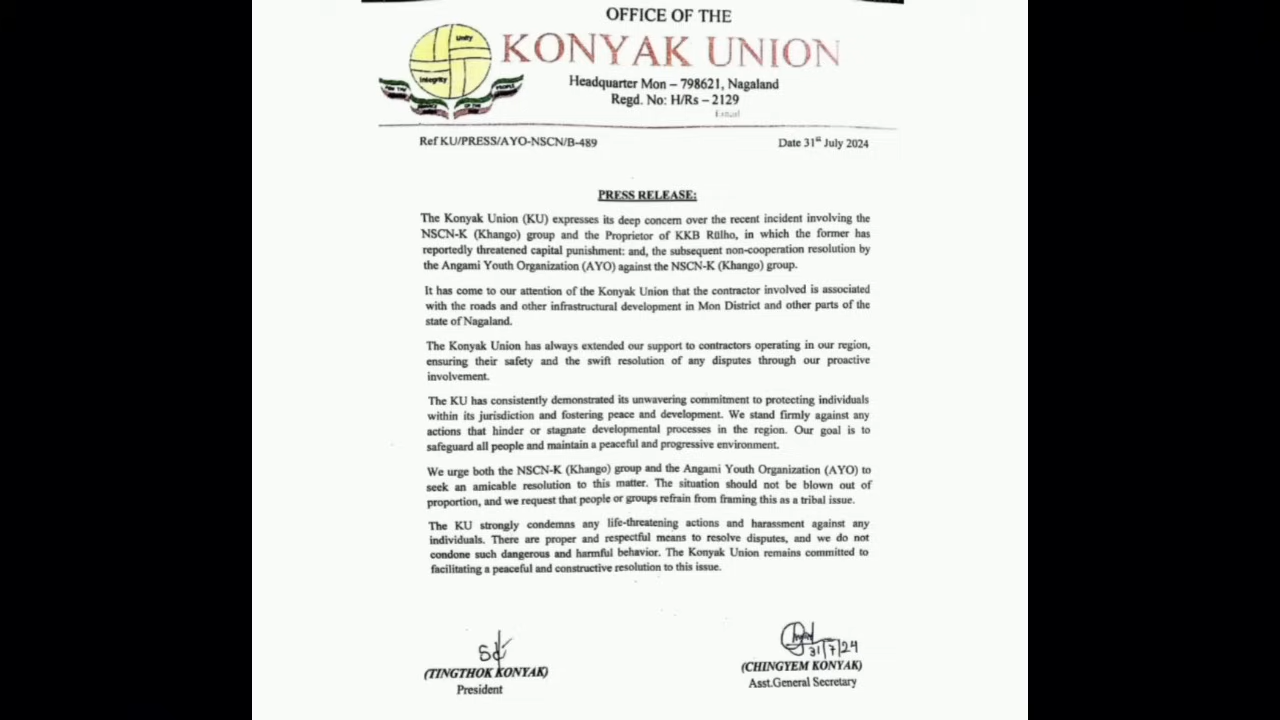 OFFICE OF THE
KONYAK UNION
Unity
Integrity
Headquarter Mon – 798621, Nagaland
Regd. No: H/Rs – 2129
Ref KU/PRESS/AYO-NSCN/B-489
Date 31st July 2024
PRESS RELEASE:
The Konyak Union (KU) expresses its deep concern over the recent incident involving the
NSCN-K (Khango) group and the Proprietor of KKB Rülho, in which the former has
reportedly threatened capital punishment: and, the subsequent non-cooperation resolution by
the Angami Youth Organization (AYO) against the NSCN-K (Khango) group.
It has come to our attention of the Konyak Union that the contractor involved is associated
with the roads and other infrastructural development in Mon District and other parts of the
state of Nagaland.
The Konyak Union has always extended our support to contractors operating in our region,
ensuring their safety and the swift resolution of any disputes through our proactive
involvement.
The KU has consistently demonstrated its unwavering commitment to protecting individuals
within its jurisdiction and fostering peace and development. We stand firmly against any
actions that hinder or stagnate developmental processes in the region. Our goal is to
safeguard all people and maintain a peaceful and progressive environment.
We urge both the NSCN-K (Khango) group and the Angami Youth Organization (AYO) to
seek an amicable resolution to this matter. The situation should not be blown out of
proportion, and we request that people or groups refrain from framing this as a tribal issue.
The KU strongly condemns any life-threatening actions and harassment against any
individuals. There are proper and respectful means to resolve disputes, and we do not
condone such dangerous and harmful behavior. The Konyak Union remains committed to
facilitating a peaceful and constructive resolution to this issue.
Sd/
31/7/24
(TINGTHOK KONYAK)
President
(CHINGYEM KONYAK)
Asst.General Secretary